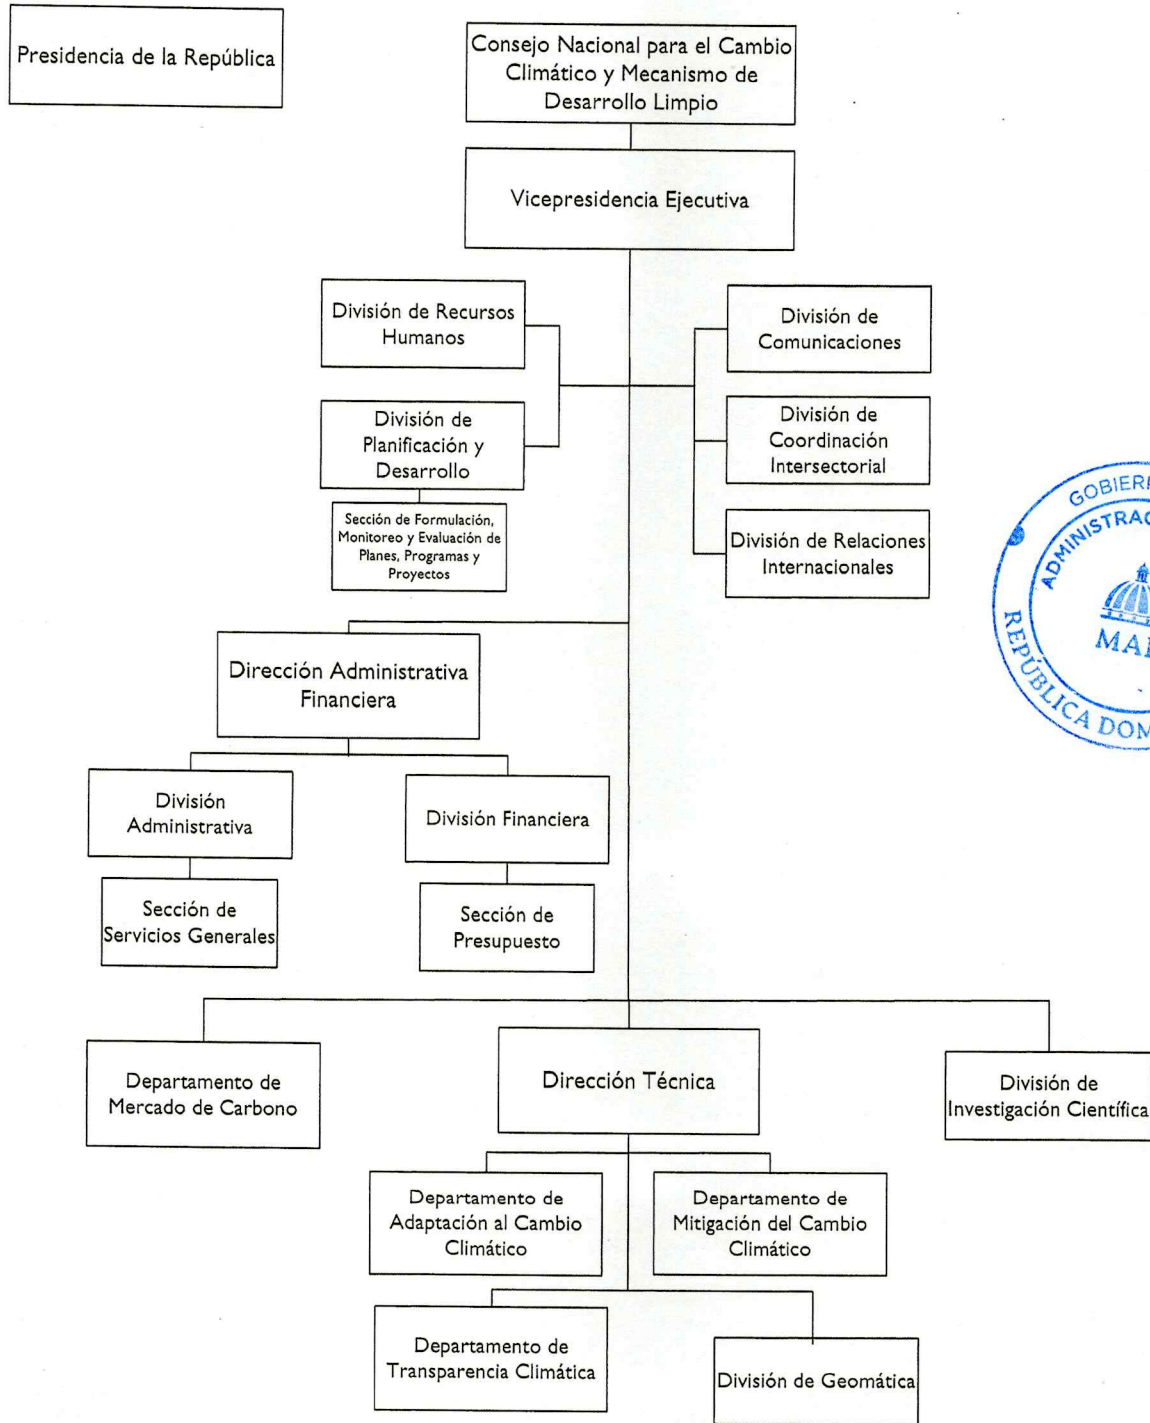 Presidencia de la República
Consejo Nacional para el Cambio
Climático y Mecanismo de
Desarrollo Limpio
Vicepresidencia Ejecutiva
División de Recursos
Humanos
División de
Comunicaciones
División de
Planificación y
Desarrollo
División de
Coordinación
Intersectorial
Sección de Formulación,
Monitoreo y Evaluación de
Planes, Programas y
Proyectos
División de Relaciones
Internacionales
Dirección Administrativa
Financiera
División
Administrativa
División Financiera
Sección de
Servicios Generales
Sección de
Presupuesto
Departamento de
Mercado de Carbono
Dirección Técnica
División de
Investigación Científica
Departamento de
Adaptación al Cambio
Climático
Departamento de
Mitigación del Cambio
Climático
Departamento de
Transparencia Climática
División de Geomática
REPÚBLICA